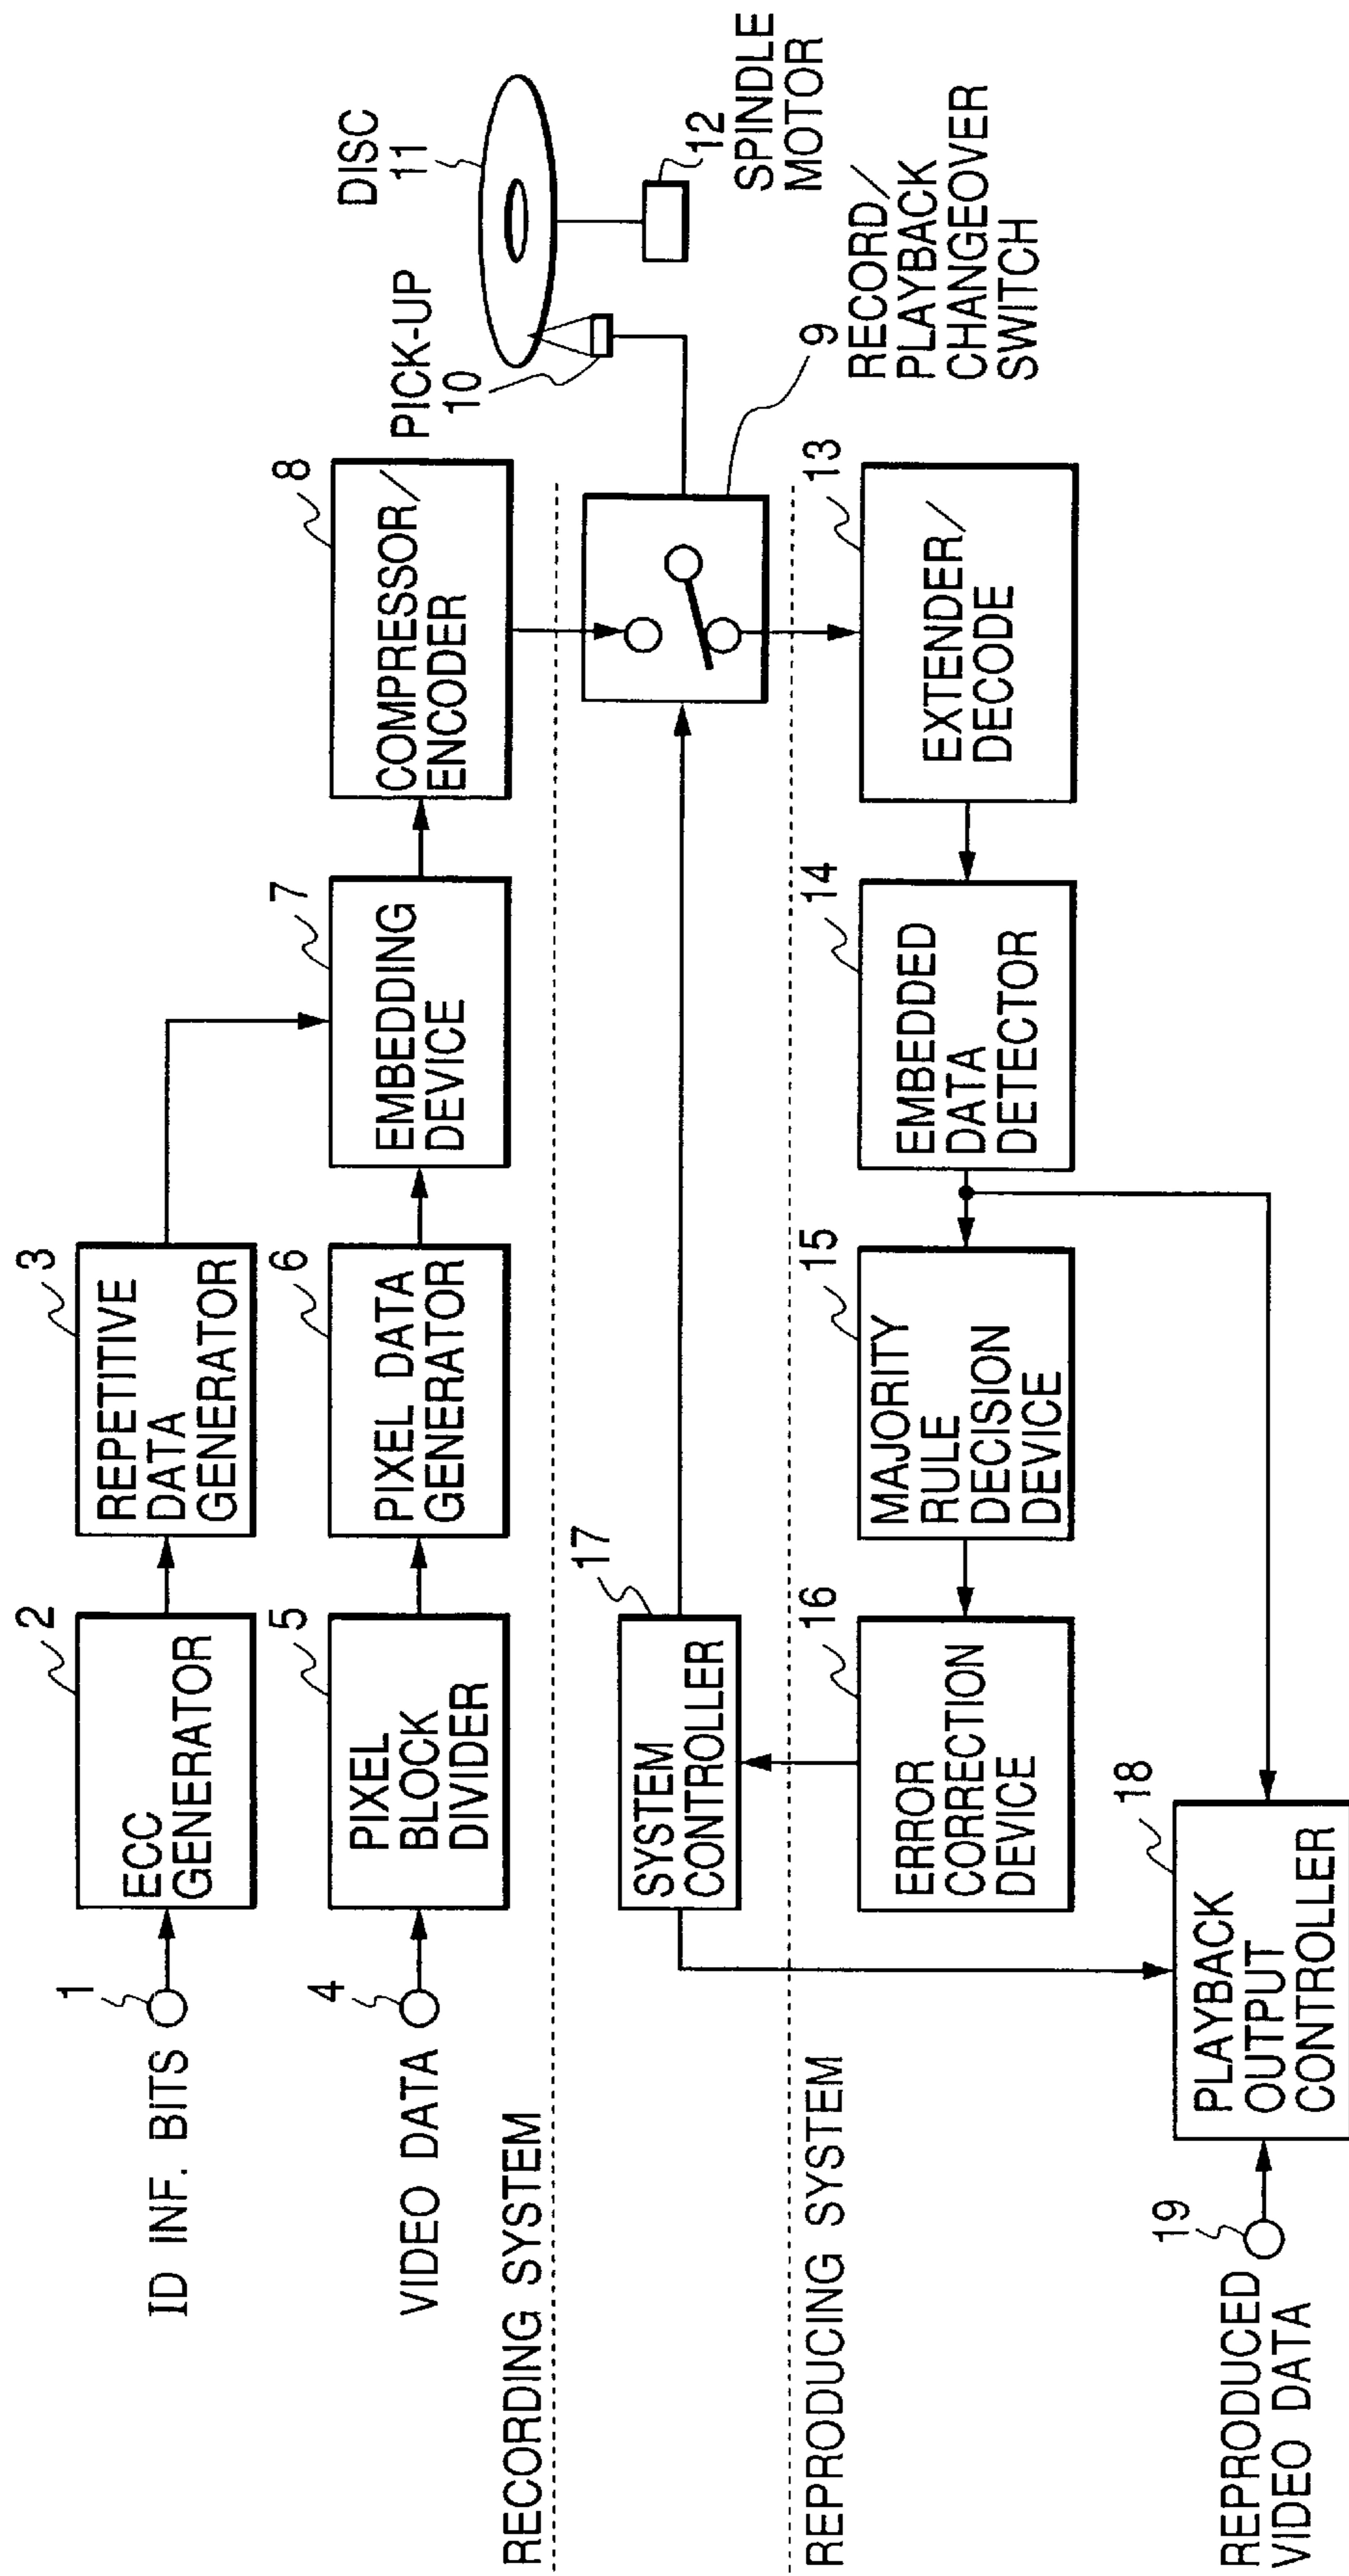 1
ID INF. BITS
2
ECC
GENERATOR
3
REPETITIVE
DATA
GENERATOR
4
VIDEO DATA
5
PIXEL
BLOCK
DIVIDER
6
PIXEL DATA
GENERATOR
7
EMBEDDING
DEVICE
8
COMPRESSOR/
ENCODER
PICK-UP
10
DISC
11
12
SPINDLE
MOTOR
RECORDING SYSTEM
17
SYSTEM
CONTROLLER
9
RECORD/
PLAYBACK
CHANGEOVER
SWITCH
REPRODUCING SYSTEM
16
ERROR
CORRECTION
DEVICE
15
MAJORITY
RULE
DECISION
DEVICE
14
EMBEDDED
DATA
DETECTOR
13
EXTENDER/
DECODE
18
PLAYBACK
OUTPUT
CONTROLLER
19
REPRODUCED
VIDEO DATA